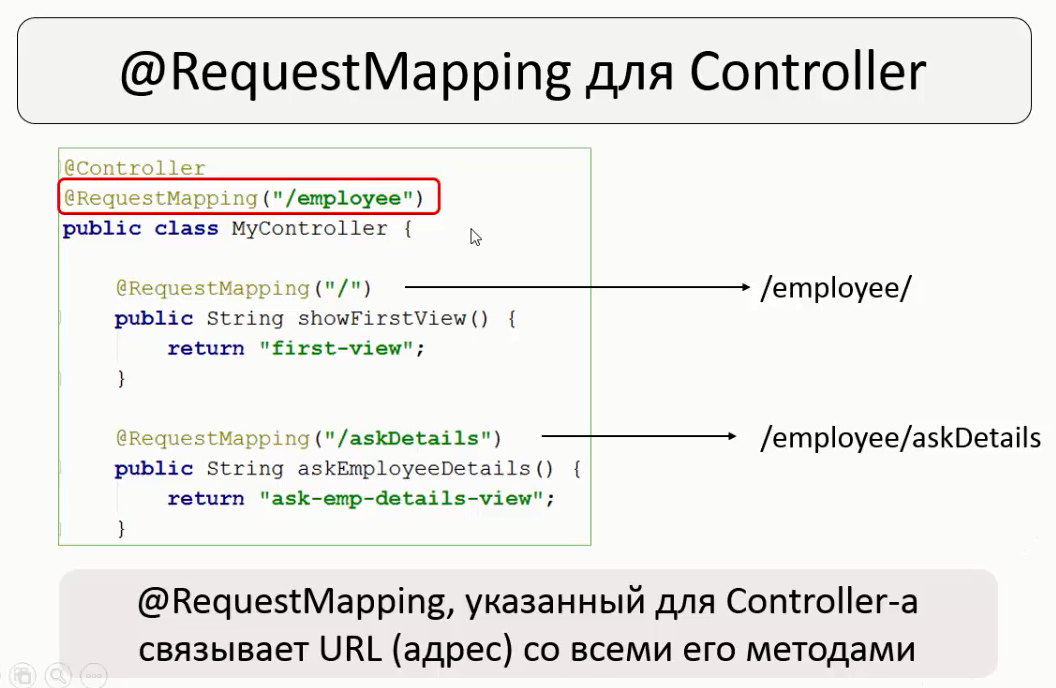 @RequestMapping для Controller
@Controller
@RequestMapping("/employee")
public class MyController {
@RequestMapping("/")
/employee/
public String showFirstView() {
return "first-view";
}
@RequestMapping("/askDetails")
/employee/askDetails
public String askEmployeeDetails() {
return "ask-emp-details-view";
}
@RequestMapping, указанный для Controller-а
связывает URL (адрес) со всеми его методами